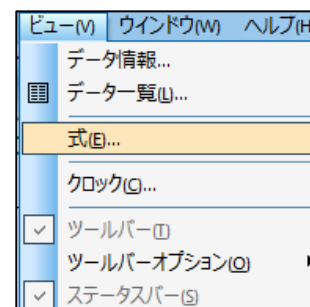 ビュー(M) ウインドウ(W) ヘルプ(H
データ情報...
データ一覧(L)...
式(E)...
クロック(C)...
ツールバー(T)
ツールバーオプション(O)
ステータスバー(S)